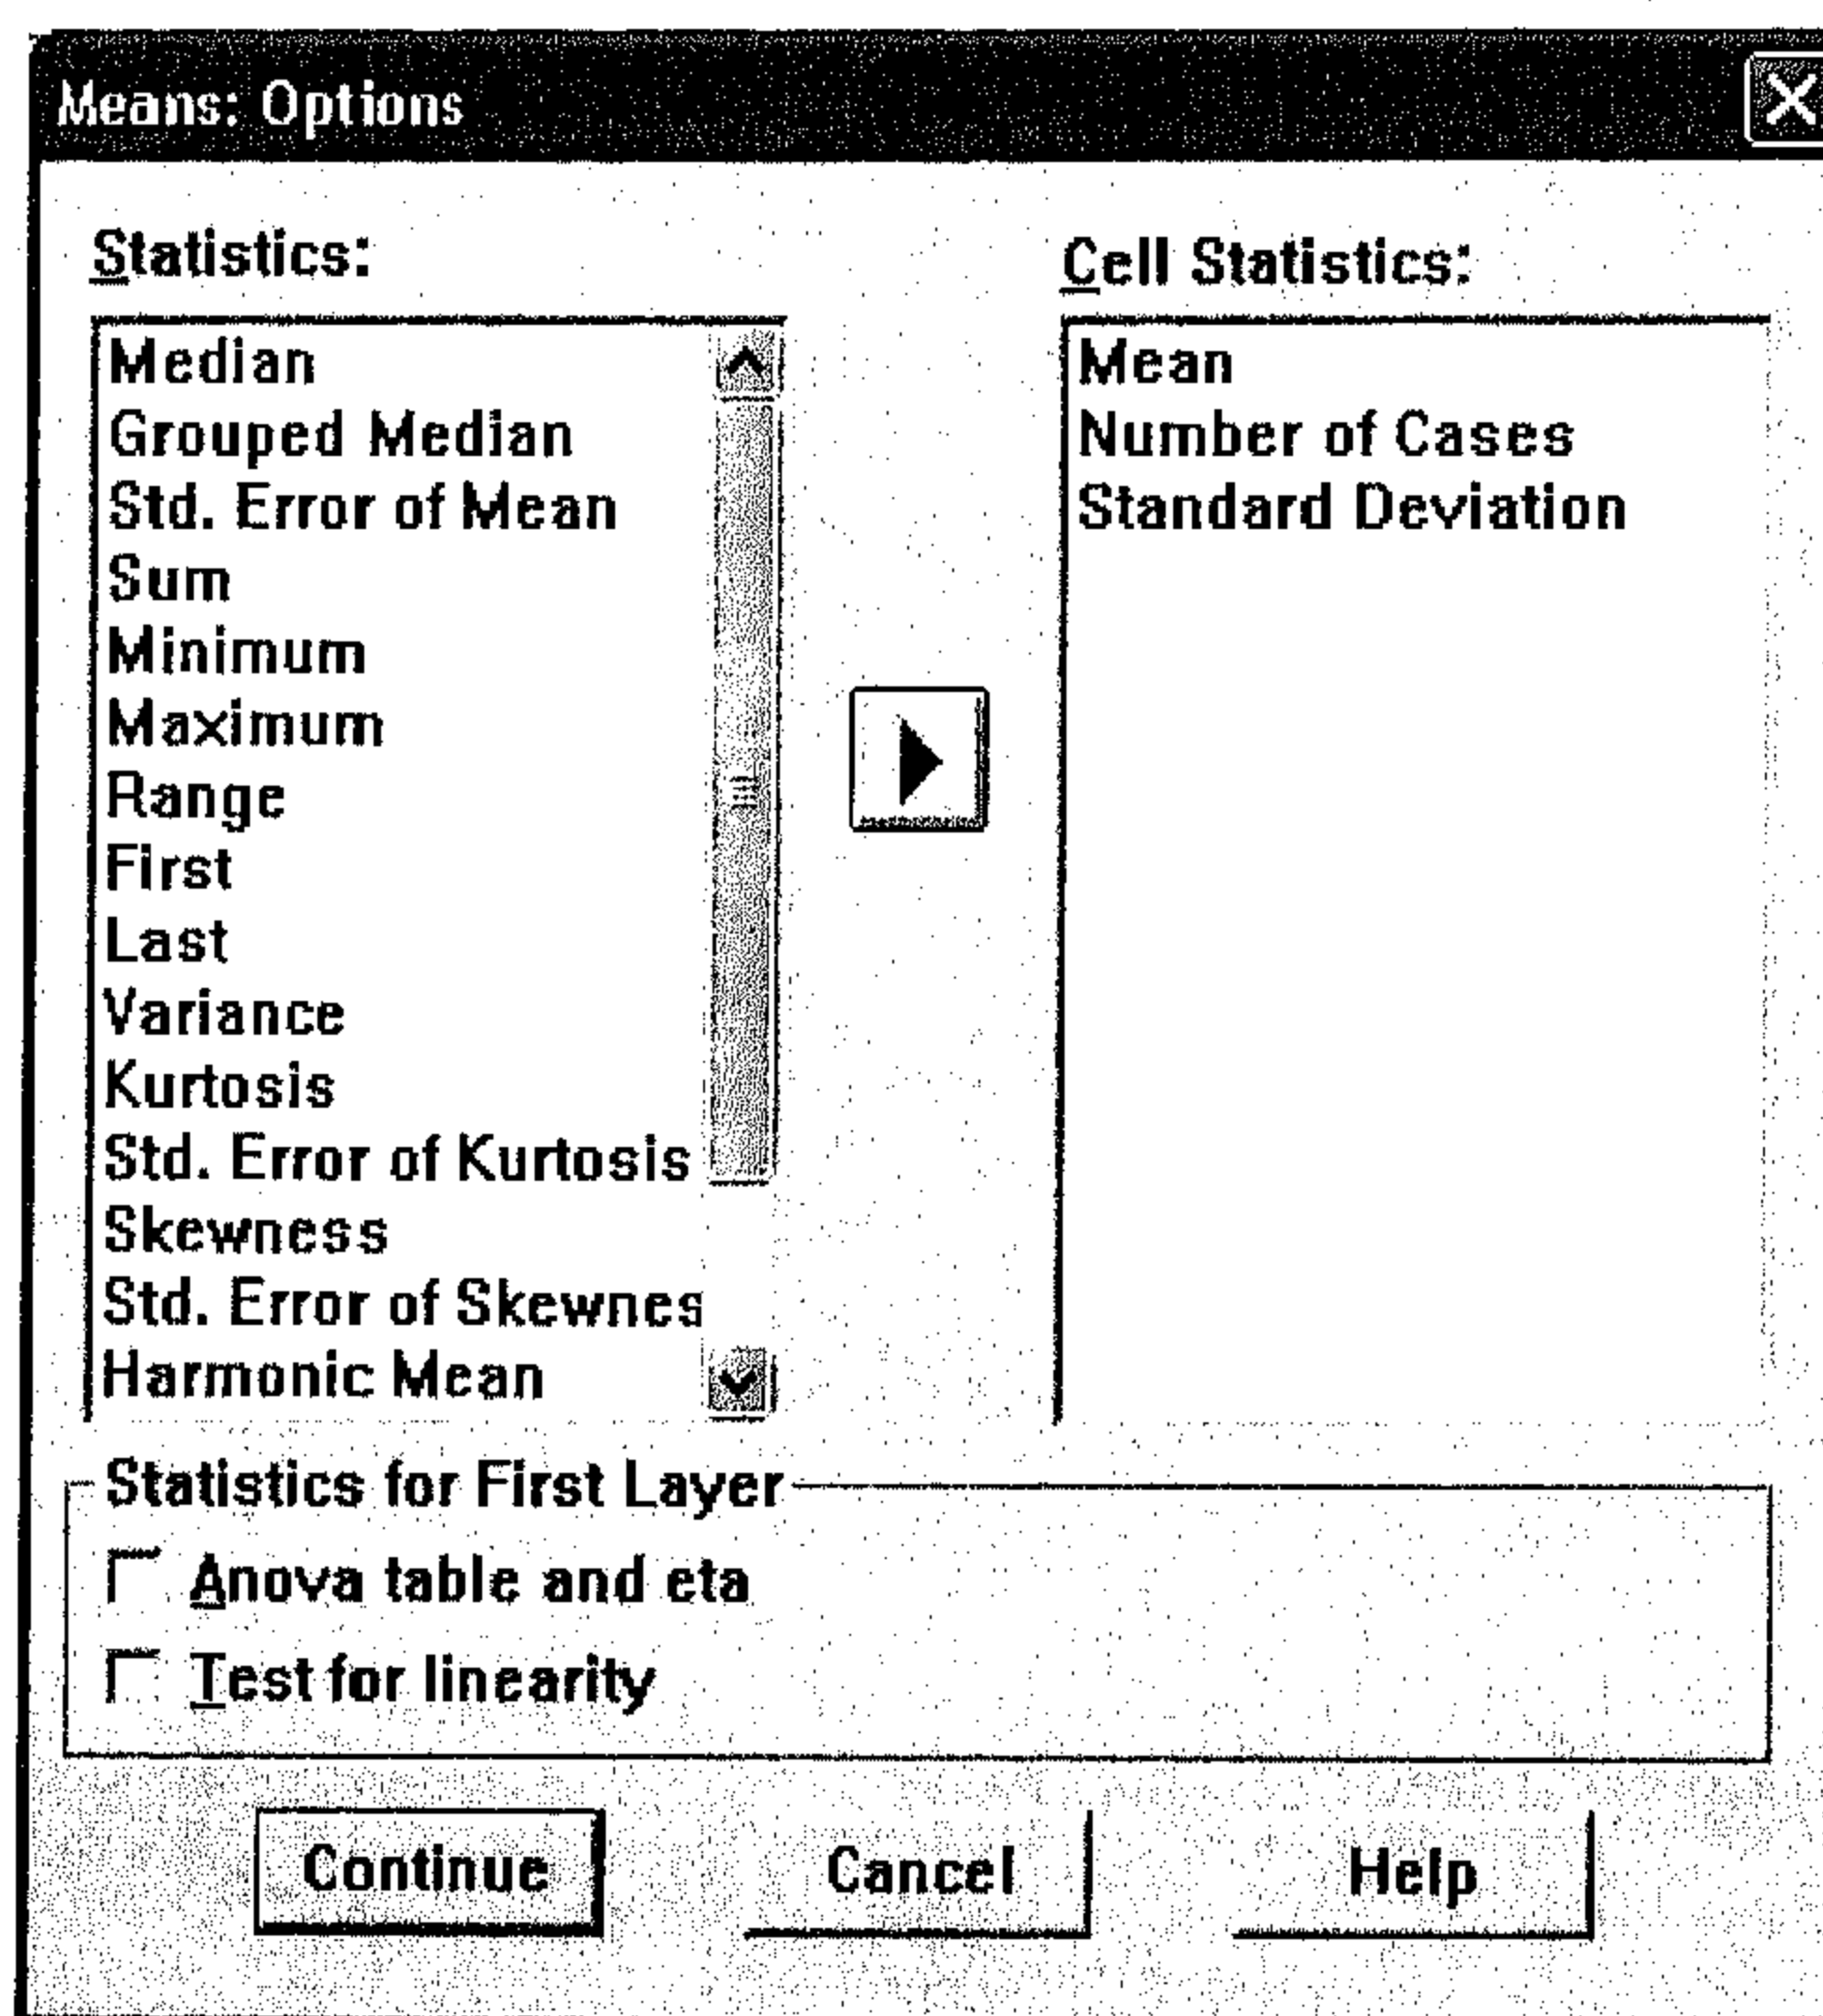 Means: Options
Statistics:
Median
Grouped Median
Std. Error of Mean
Sum
Minimum
Maximum
Range
First
Last
Variance
Kurtosis
Std. Error of Kurtosis
Skewness
Std. Error of Skewnes
Harmonic Mean
Cell Statistics:
Mean
Number of Cases
Standard Deviation
Statistics for First Layer
Anova table and eta
Test for linearity
Continue
Cancel
Help